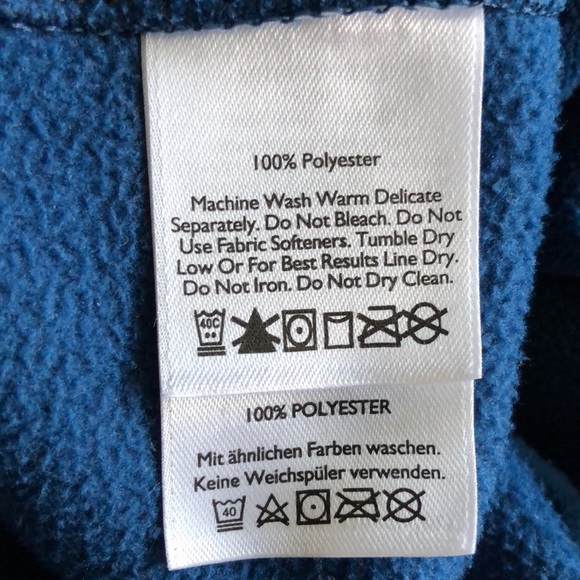 100% Polyester
Machine Wash Warm Delicate
Separately. Do Not Bleach. Do Not
Use Fabric Softeners. Tumble Dry
Low Or For Best Results Line Dry.
Do Not Iron. Do Not Dry Clean.
40C
100% POLYESTER
Mit ähnlichen Farben waschen.
Keine Weichspüler verwenden.
40